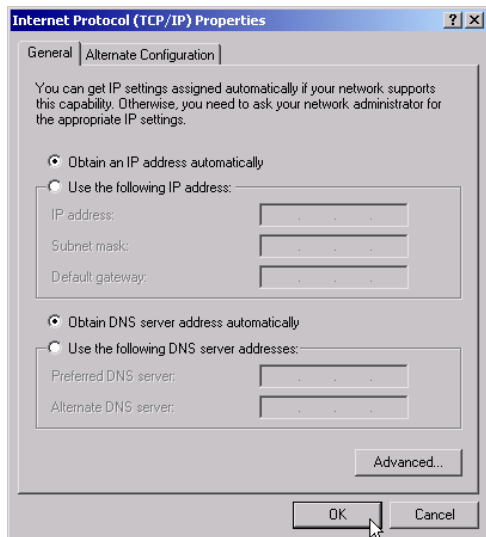 Internet Protocol (TCP/IP) Properties
General
Alternate Configuration
You can get IP settings assigned automatically if your network supports
this capability. Otherwise, you need to ask your network administrator for
the appropriate IP settings.
Obtain an IP address automatically
Use the following IP address:
IP address:
Subnet mask:
Default gateway:
Obtain DNS server address automatically
Use the following DNS server addresses:
Preferred DNS server:
Alternate DNS server:
Advanced...
OK
Cancel